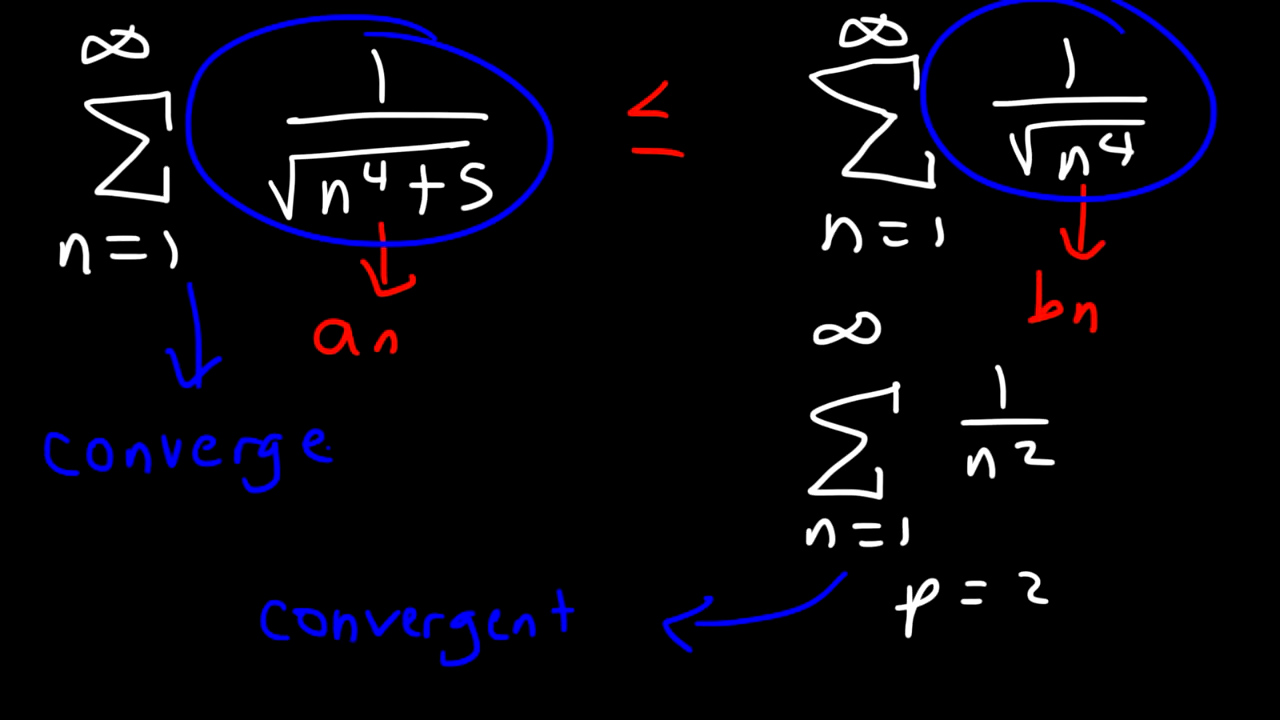 ∞ ∑ n=1 1/√(n⁴+5) ≤ ∞ ∑ n=1 1/√(n⁴)
an
bn
∞ ∑ n=1 1/n²
converge
p=2
convergent